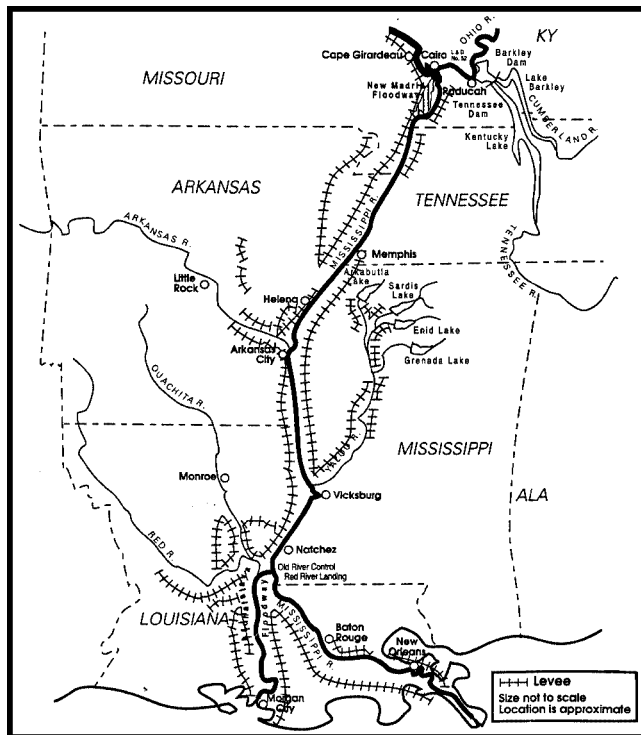 KY
OHIO R.
Cape Girardeau
Cairo
L&D
No. 52
Barkley
Dam
Lake
Barkley
MISSOURI
New Madrid
Floodway
Paducah
Tennessee
Dam
CUMBERLAND R.
Kentucky
Lake
ARKANSAS
TENNESSEE
MISSISSIPPI R.
ARKANSAS R.
TENNESSEE R.
Memphis
Arkabutla
Lake
Sardis
Lake
Little
Rock
Helena
Enid Lake
Arkansas
City
Grenada Lake
OUACHITA R.
YAZOO R.
MISSISSIPPI
Monroe
ALA
Vicksburg
RED R.
Natchez
Old River Control
Red River Landing
LOUISIANA
Atchafalaya
Floodway
MISSISSIPPI R.
Baton
Rouge
New
Orleans
Morgan
City
Levee
Size not to scale
Location is approximate